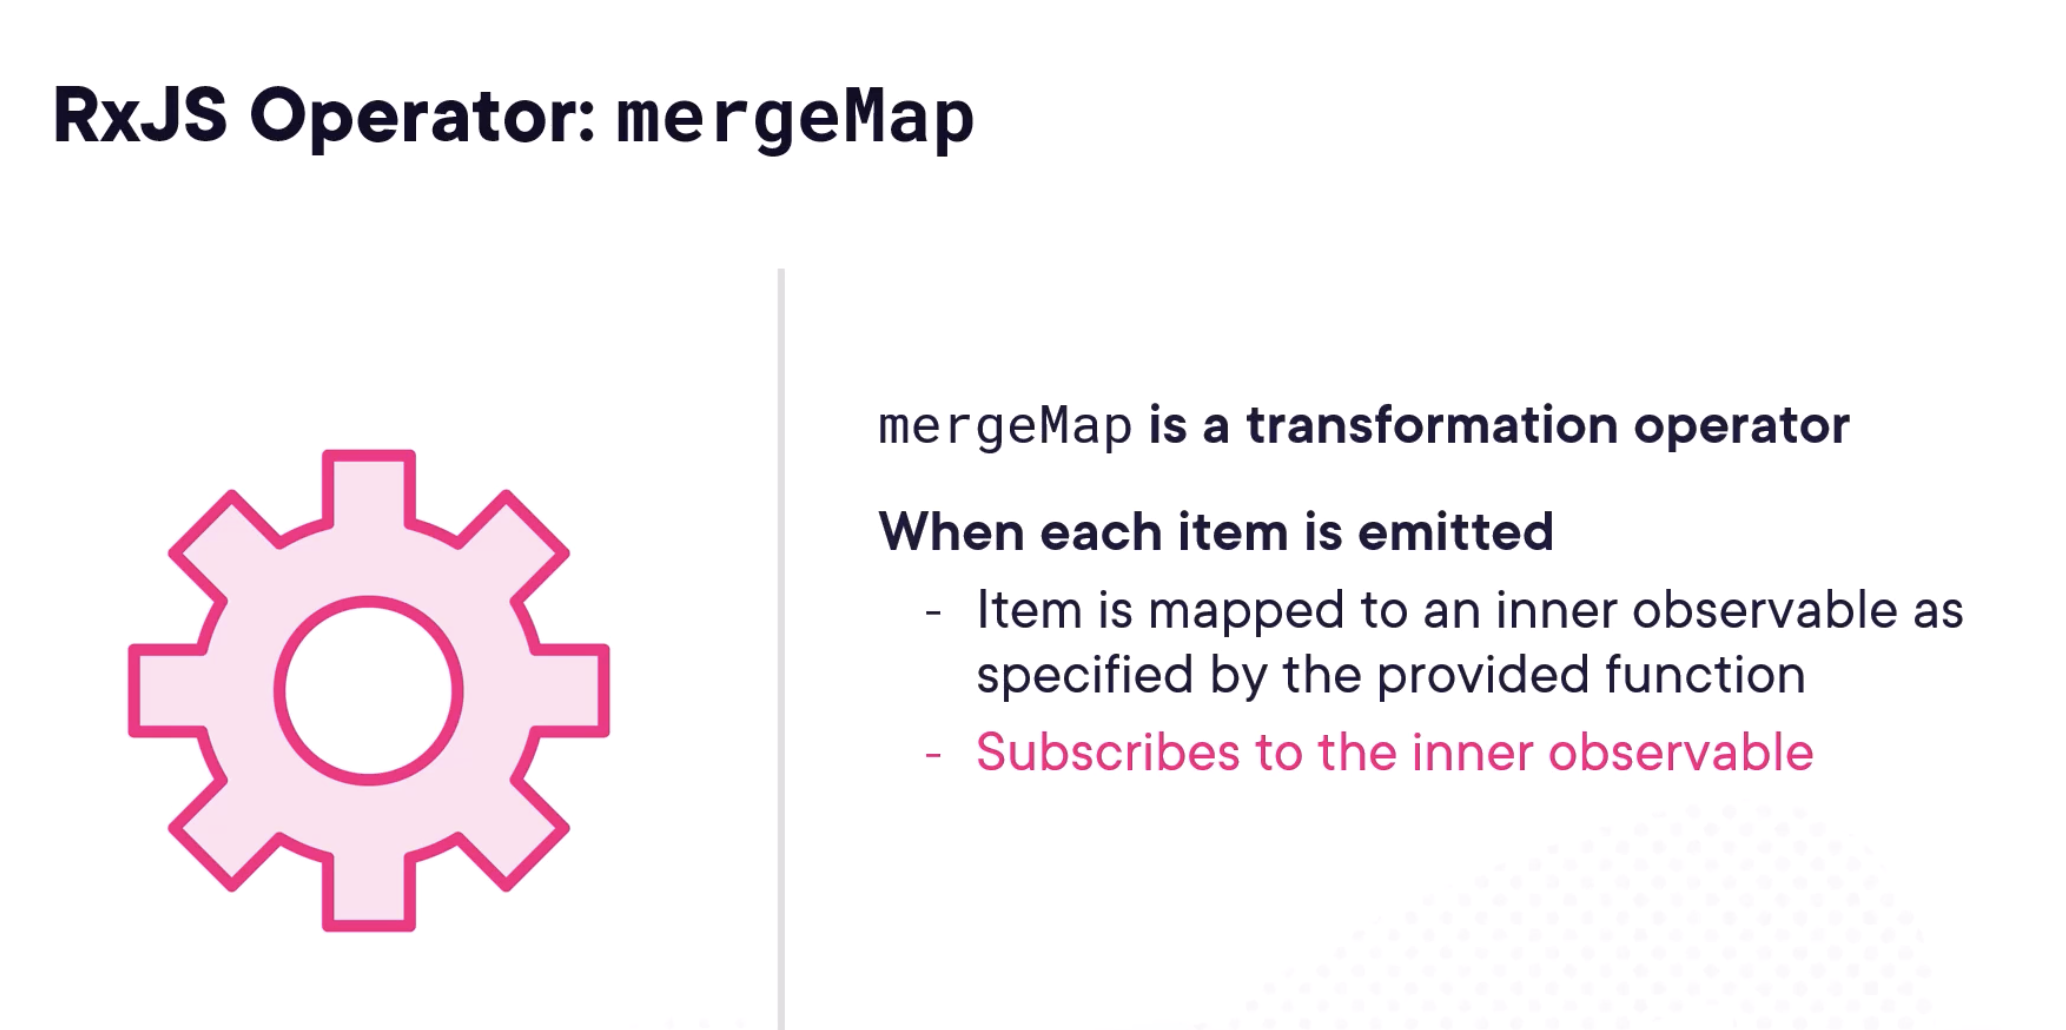 RxJS Operator: mergeMap
mergeMap is a transformation operator
When each item is emitted
- Item is mapped to an inner observable as
specified by the provided function
- Subscribes to the inner observable